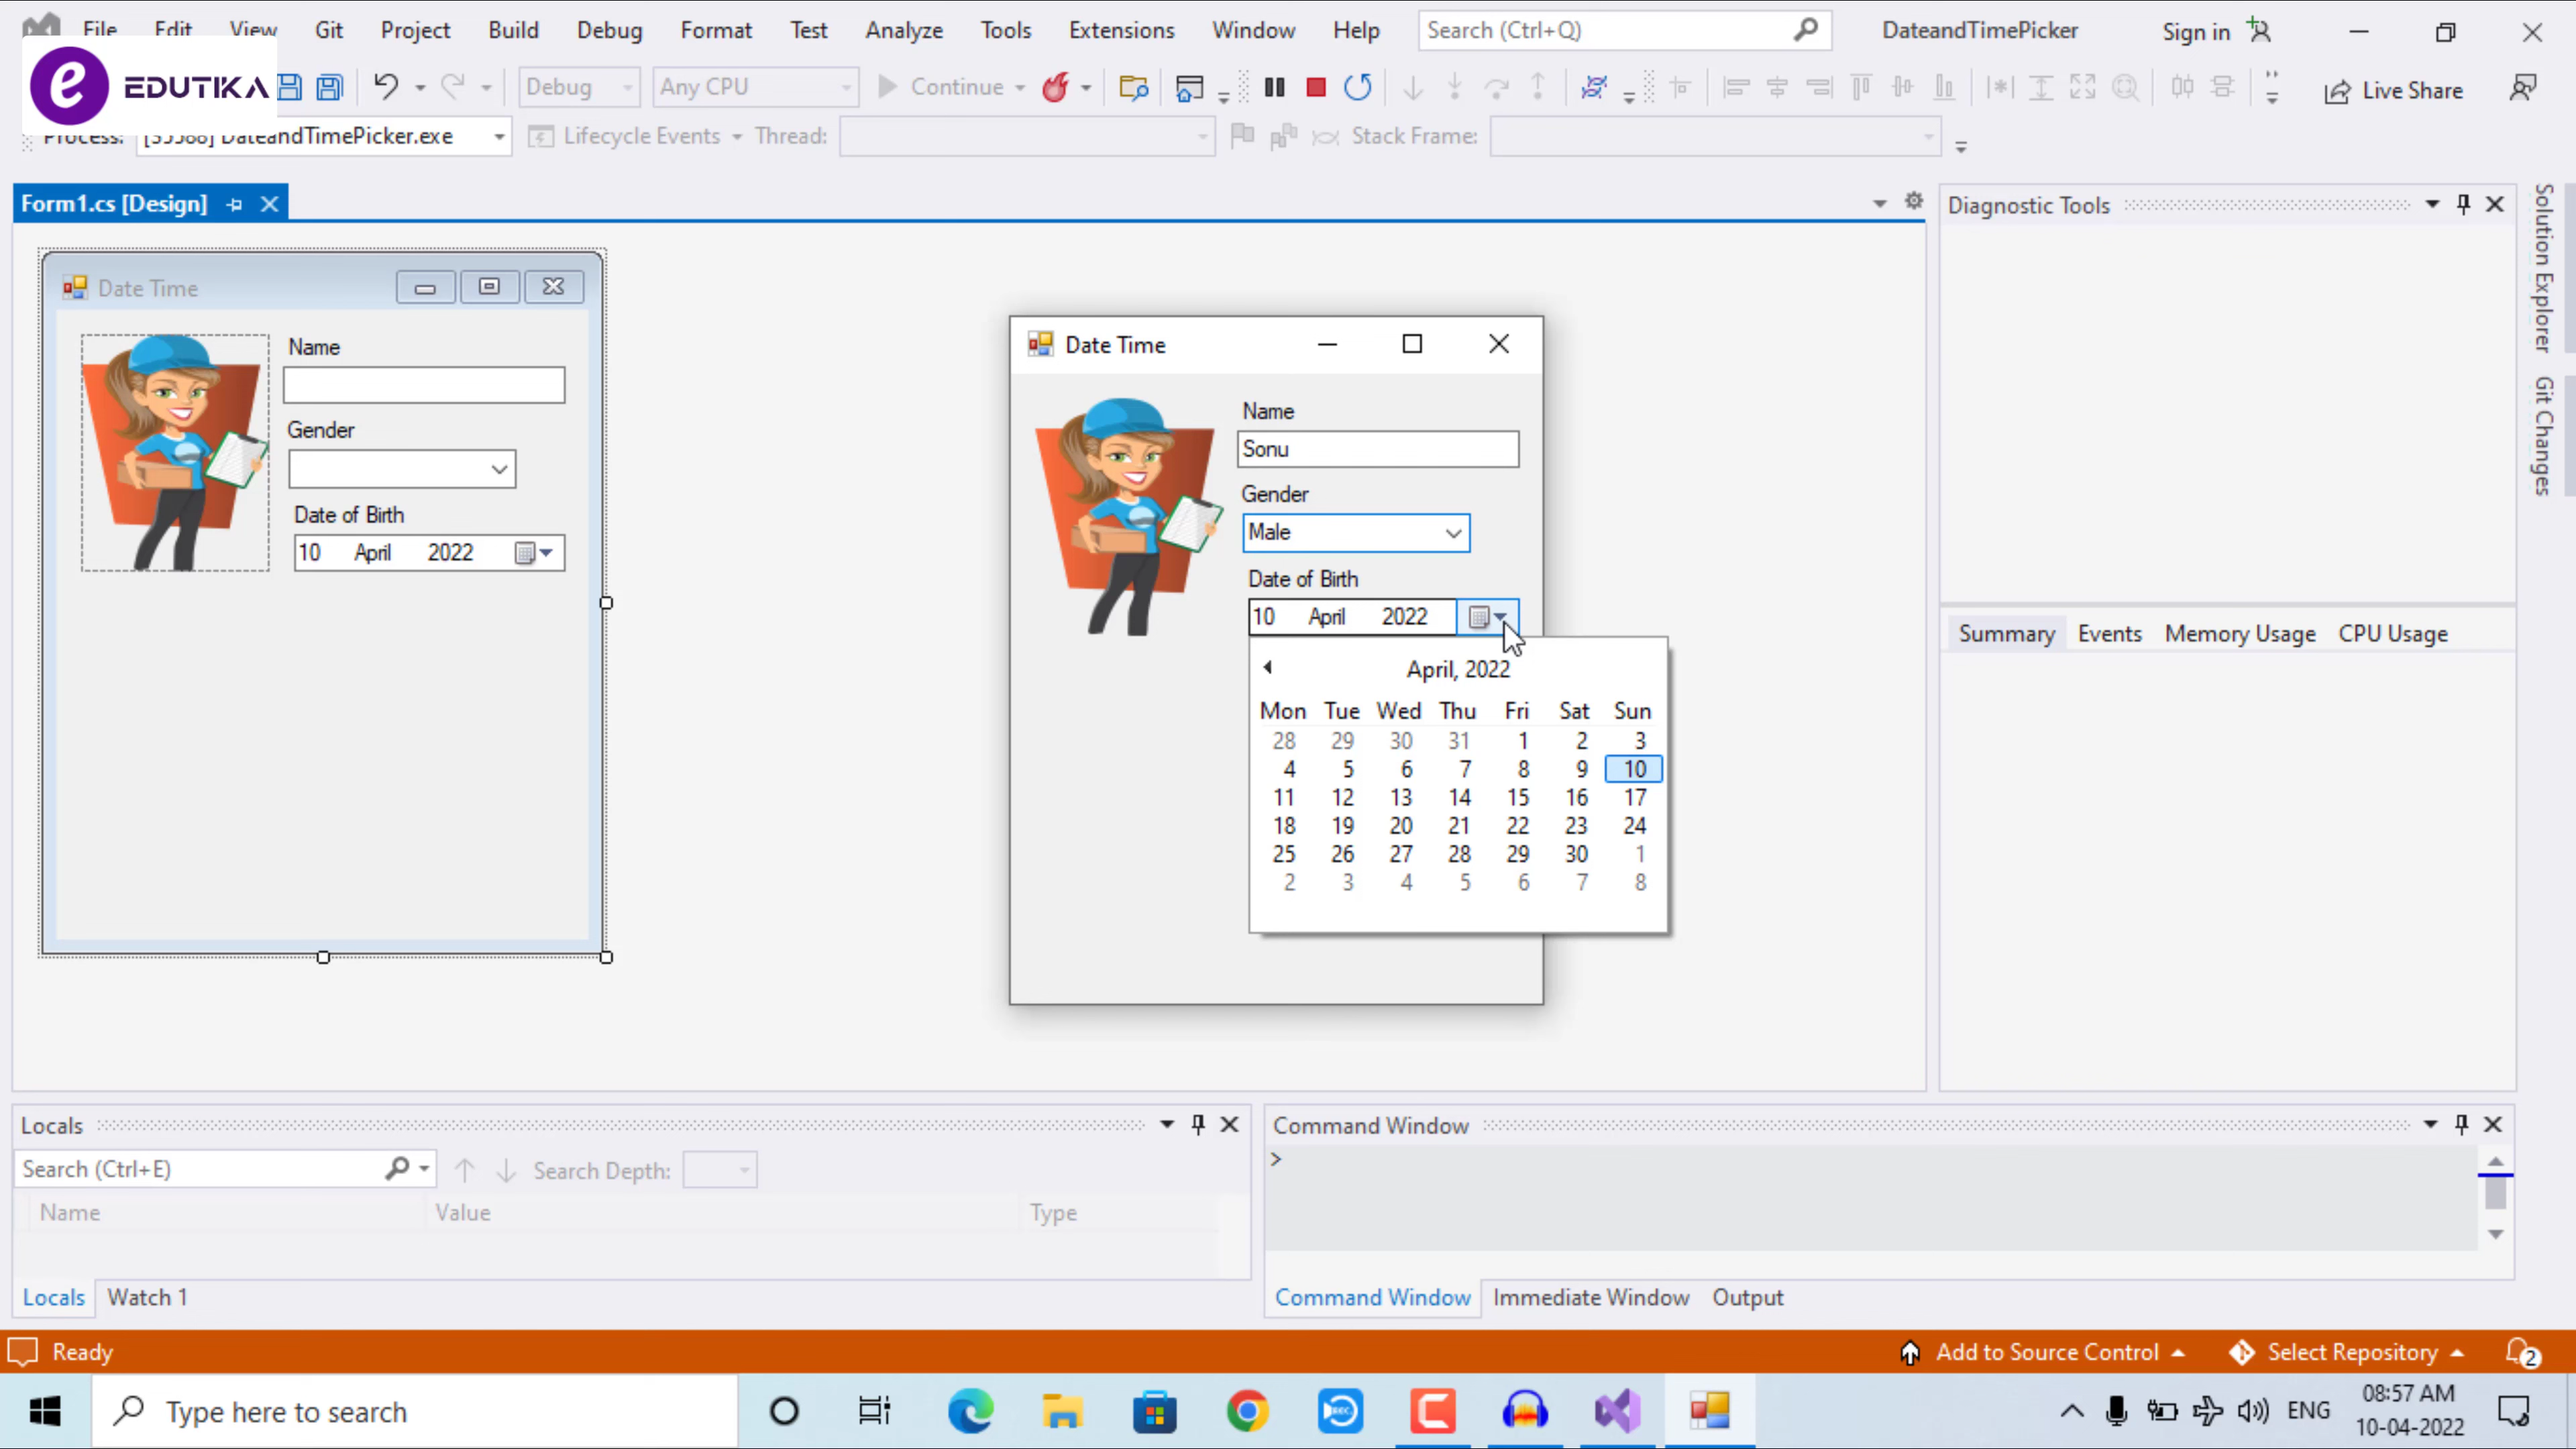 File Edit View Git Project Build Debug Format Test Analyze Tools Extensions Window Help Search (Ctrl+Q) DateandTimePicker Sign in
e EDUTIKA Debug Any CPU Continue Live Share
Process: DateandTimePicker.exe Lifecycle Events Thread: Stack Frame:
Form1.cs [Design]
Diagnostic Tools
Solution Explorer
Git Changes
Date Time
Name
Gender
Date of Birth
10 April 2022
Date Time
Name
Sonu
Gender
Male
Date of Birth
10 April 2022
April, 2022
Mon Tue Wed Thu Fri Sat Sun
28 29 30 31 1 2 3
4 5 6 7 8 9 10
11 12 13 14 15 16 17
18 19 20 21 22 23 24
25 26 27 28 29 30 1
2 3 4 5 6 7 8
Summary Events Memory Usage CPU Usage
Locals
Search (Ctrl+E) Search Depth:
Name Value Type
Locals Watch 1
Command Window
>
Command Window Immediate Window Output
Ready Add to Source Control Select Repository 2
Type here to search REC ENG 08:57 AM
10-04-2022